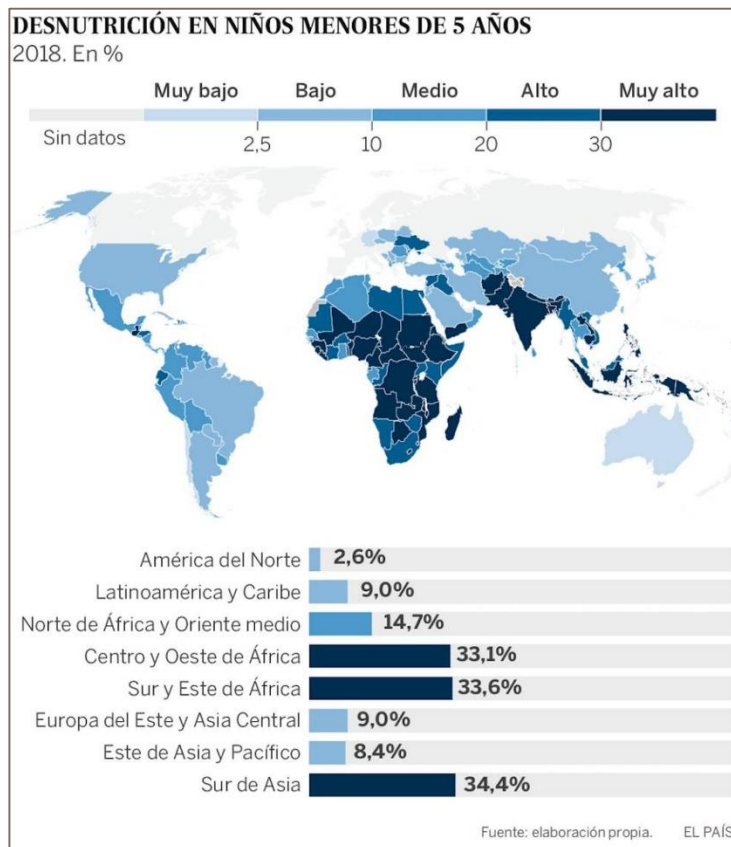 DESNUTRICIÓN EN NIÑOS MENORES DE 5 AÑOS
2018. En %
Muy bajo Bajo Medio Alto Muy alto
Sin datos 2,5 10 20 30
América del Norte 2,6%
Latinoamérica y Caribe 9,0%
Norte de África y Oriente medio 14,7%
Centro y Oeste de África 33,1%
Sur y Este de África 33,6%
Europa del Este y Asia Central 9,0%
Este de Asia y Pacífico 8,4%
Sur de Asia 34,4%
Fuente: elaboración propia. EL PAÍS